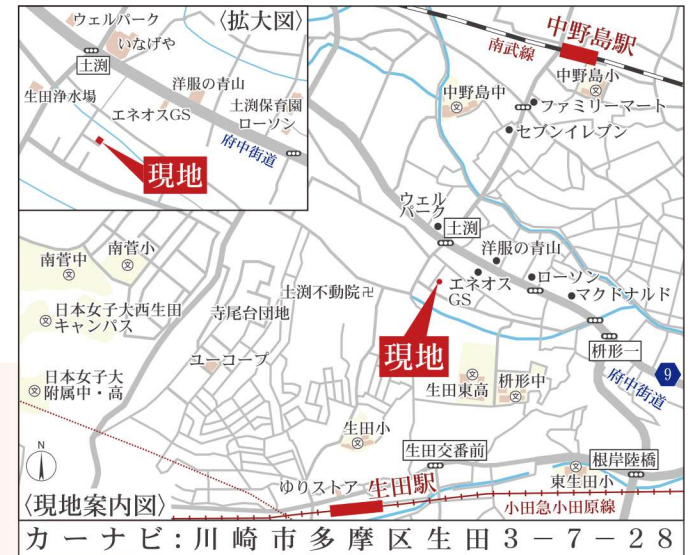 〈拡大図〉
ウェルパーク
いなげや
土渕
生田浄水場
洋服の青山
エネオスGS
土渕保育園
ローソン
府中街道
現地
中野島駅
南武線
中野島小
中野島中
ファミリーマート
セブンイレブン
ウェル
パーク
土渕
洋服の青山
エネオス
GS
ローソン
マクドナルド
南菅中
南菅小
土渕不動院卍
日本女子大西生田
キャンパス
寺尾台団地
現地
枡形一
9
府中街道
ユーコープ
日本女子大
附属中・高
生田東高
枡形中
生田小
生田交番前
根岸陸橋
N
ゆりストア
生田駅
東生田小
小田急小田原線
〈現地案内図〉
カーナビ:川崎市多摩区生田3-7-28